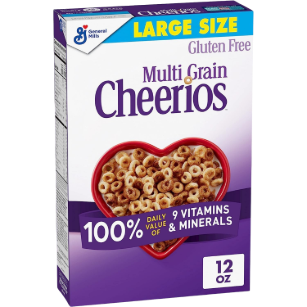 General
Mills
LARGE SIZE
Gluten Free
Multi Grain
Cheerios
100% DAILY VALUE OF 9 VITAMINS & MINERALS
12
OZ